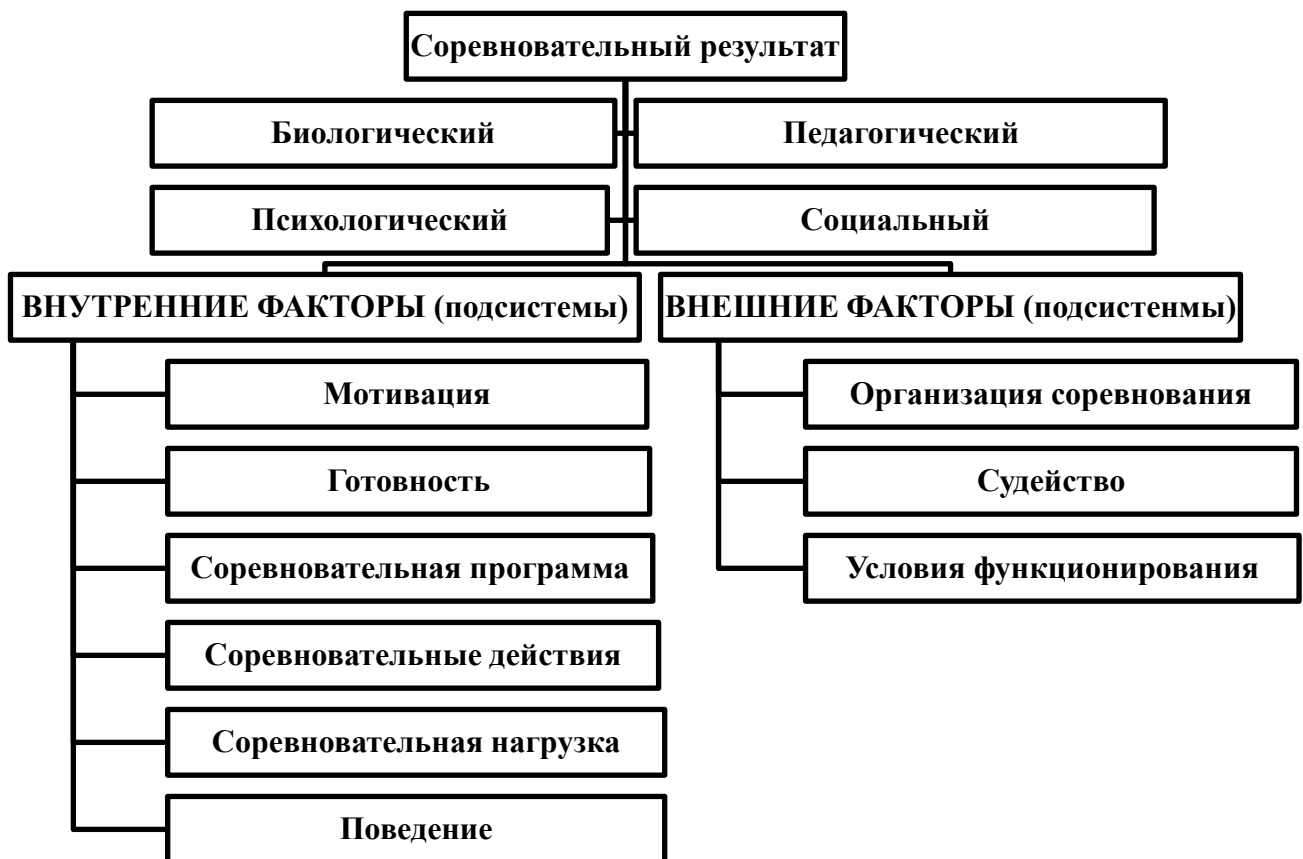 Соревновательный результат
Биологический
Педагогический
Психологический
Социальный
ВНУТРЕННИЕ ФАКТОРЫ (подсистемы)
ВНЕШНИЕ ФАКТОРЫ (подсистенмы)
Мотивация
Готовность
Соревновательная программа
Соревновательные действия
Соревновательная нагрузка
Поведение
Организация соревнования
Судейство
Условия функционирования